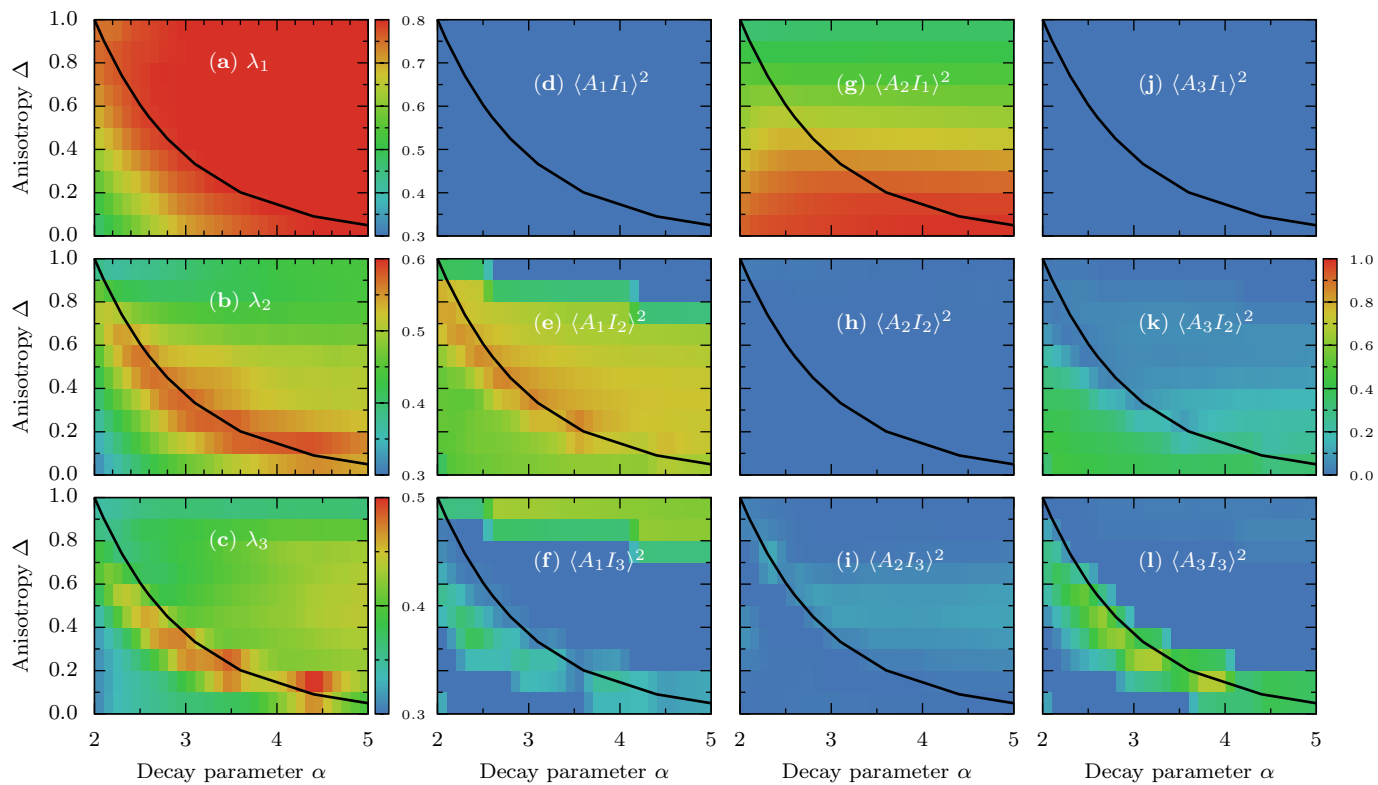 1.0
0.8
0.6
0.4
0.2
0.0
Anisotropy Δ
(a) λ₁
0.8
0.7
0.6
0.5
0.4
0.3
(d) ⟨A₁I₁⟩²
(g) ⟨A₂I₁⟩²
(j) ⟨A₃I₁⟩²
1.0
0.8
0.6
0.4
0.2
0.0
Anisotropy Δ
(b) λ₂
0.6
0.5
0.4
0.3
(e) ⟨A₁I₂⟩²
(h) ⟨A₂I₂⟩²
(k) ⟨A₃I₂⟩²
1.0
0.8
0.6
0.4
0.2
0.0
1.0
0.8
0.6
0.4
0.2
0.0
Anisotropy Δ
(c) λ₃
0.5
0.4
0.3
(f) ⟨A₁I₃⟩²
(i) ⟨A₂I₃⟩²
(l) ⟨A₃I₃⟩²
2 3 4 5
2 3 4 5
2 3 4 5
2 3 4 5
Decay parameter α
Decay parameter α
Decay parameter α
Decay parameter α